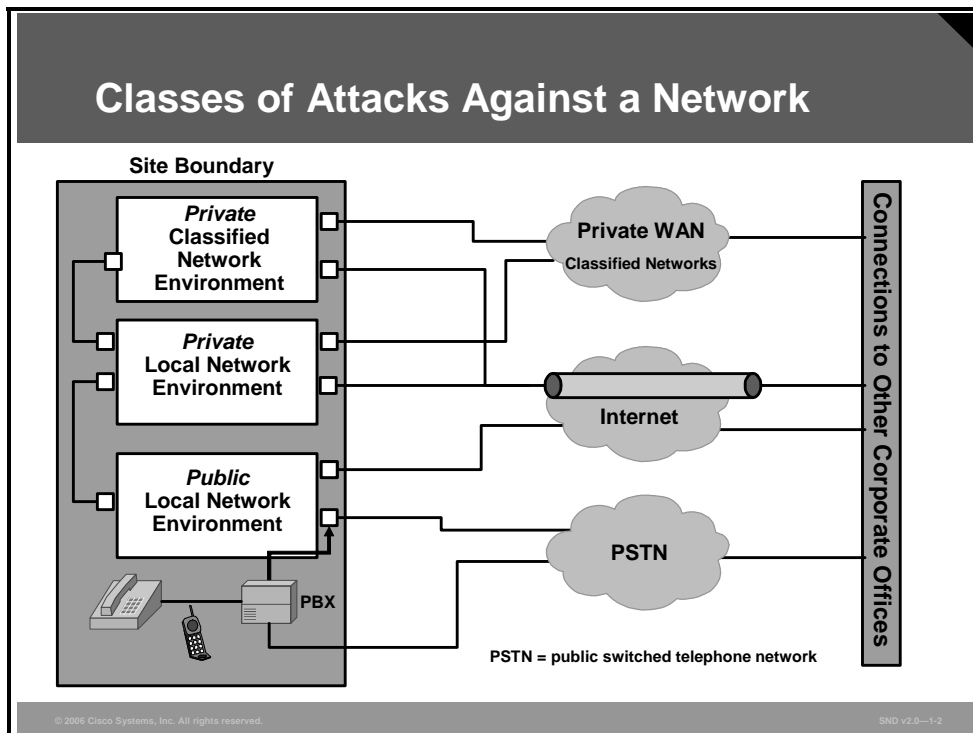 Classes of Attacks Against a Network
Site Boundary
Private
Classified
Network
Environment
Private
Local Network
Environment
Public
Local Network
Environment
PBX
Private WAN
Classified Networks
Internet
PSTN
PSTN = public switched telephone network
Connections to Other Corporate Offices
© 2006 Cisco Systems, Inc. All rights reserved.
SND v2.0—1-2